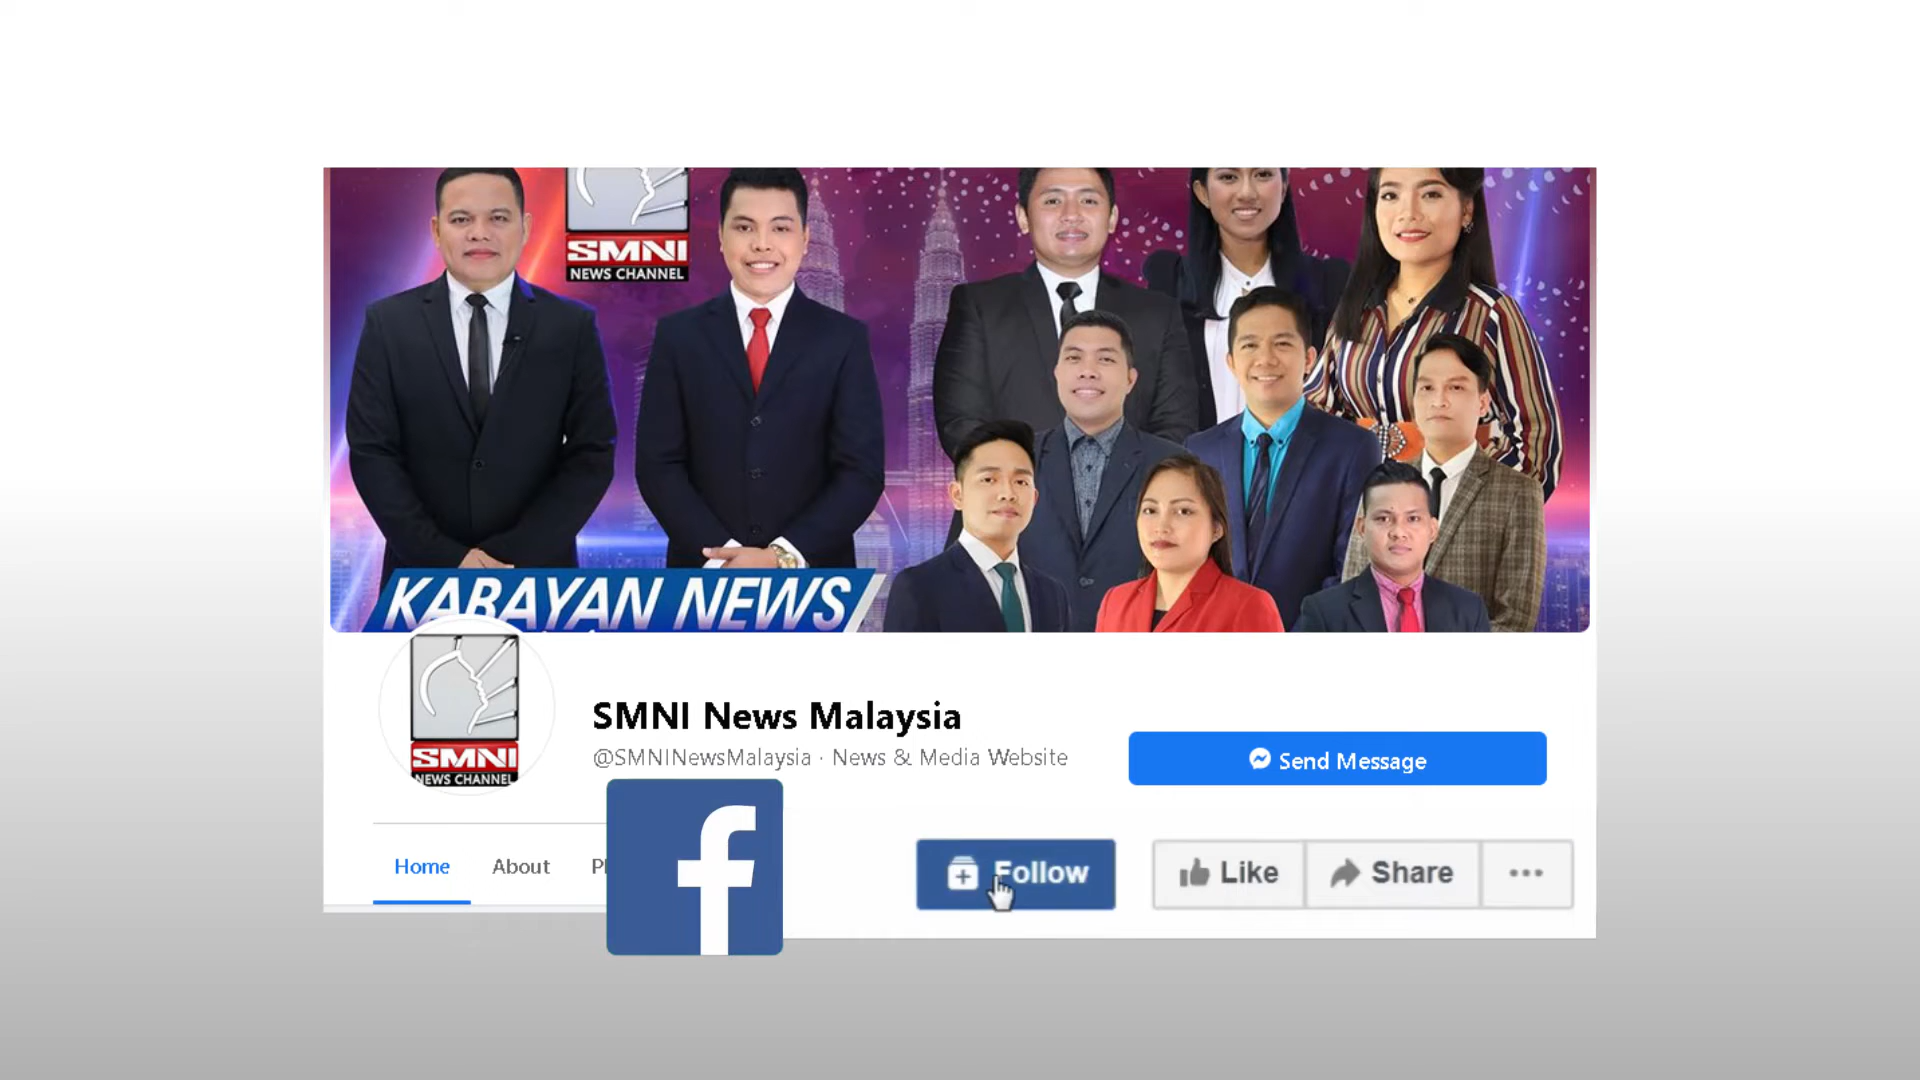 SMNI
NEWS CHANNEL
KABAYAN NEWS
SMNI
NEWS CHANNEL
SMNI News Malaysia
@SMNINewsMalaysia · News & Media Website
Send Message
Home
About
f
Follow
Like
Share